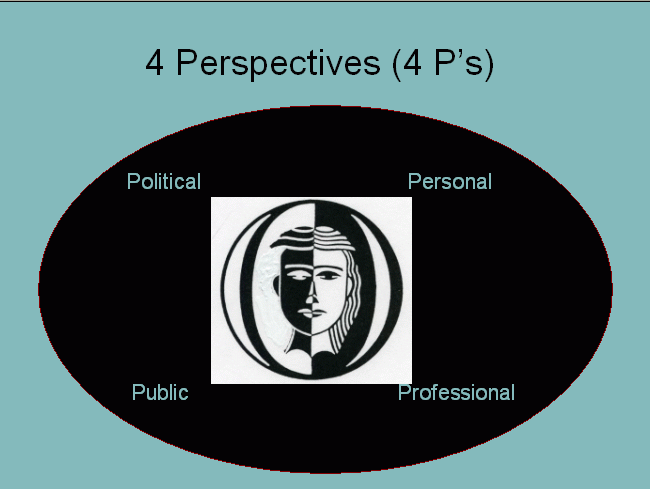 4 Perspectives (4 P’s)
Political
Personal
Public
Professional